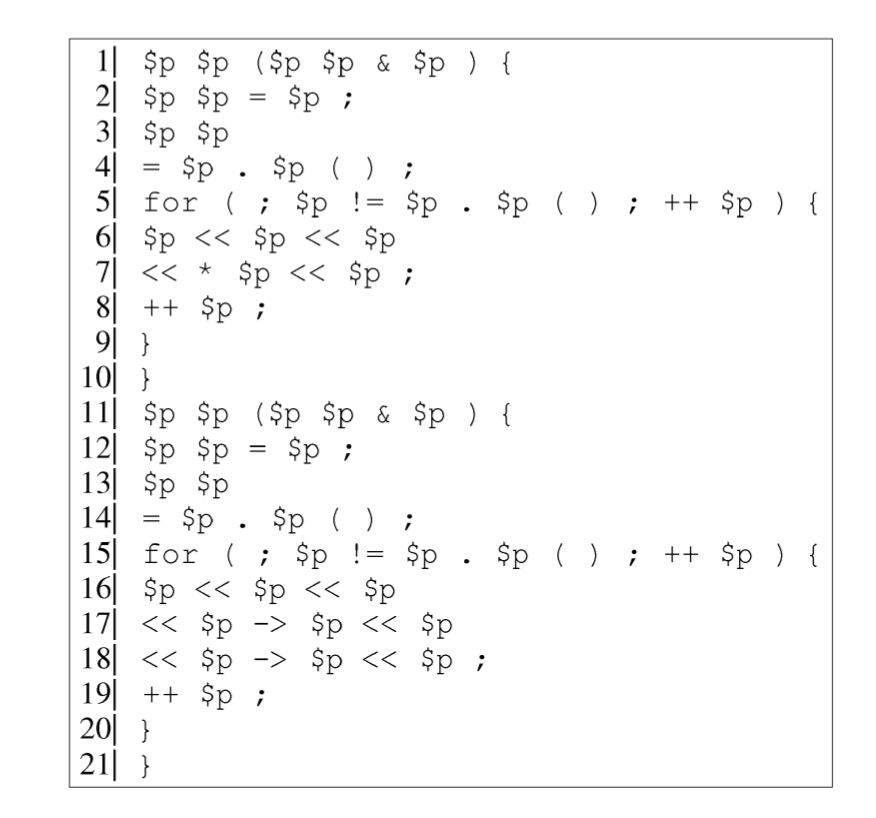 1| $p $p ($p $p & $p ) {
2| $p $p = $p ;
3| $p $p
4| = $p . $p ( ) ;
5| for ( ; $p != $p . $p ( ) ; ++ $p ) {
6| $p << $p << $p
7| << * $p << $p ;
8| ++ $p ;
9| }
10| }
11| $p $p ($p $p & $p ) {
12| $p $p = $p ;
13| $p $p
14| = $p . $p ( ) ;
15| for ( ; $p != $p . $p ( ) ; ++ $p ) {
16| $p << $p << $p
17| << $p -> $p << $p
18| << $p -> $p << $p ;
19| ++ $p ;
20| }
21| }